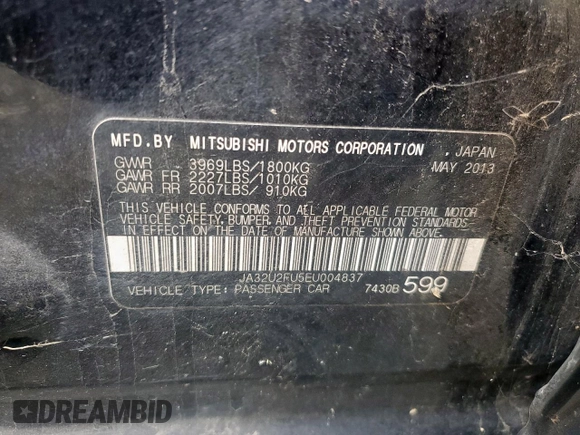 MFD.BY MITSUBISHI MOTORS CORPORATION , JAPAN
GVWR 3969LBS/1800KG MAY 2013
GAWR FR 2227LBS/1010KG
GAWR RR 2007LBS/ 910KG
THIS VEHICLE CONFORMS TO ALL APPLICABLE FEDERAL MOTOR
VEHICLE SAFETY, BUMPER, AND THEFT PREVENTION STANDARDS
IN EFFECT ON THE DATE OF MANUFACTURE SHOWN ABOVE.
JA32U2FU5EU004837
VEHICLE TYPE: PASSENGER CAR 7430B 599
DREAMBID